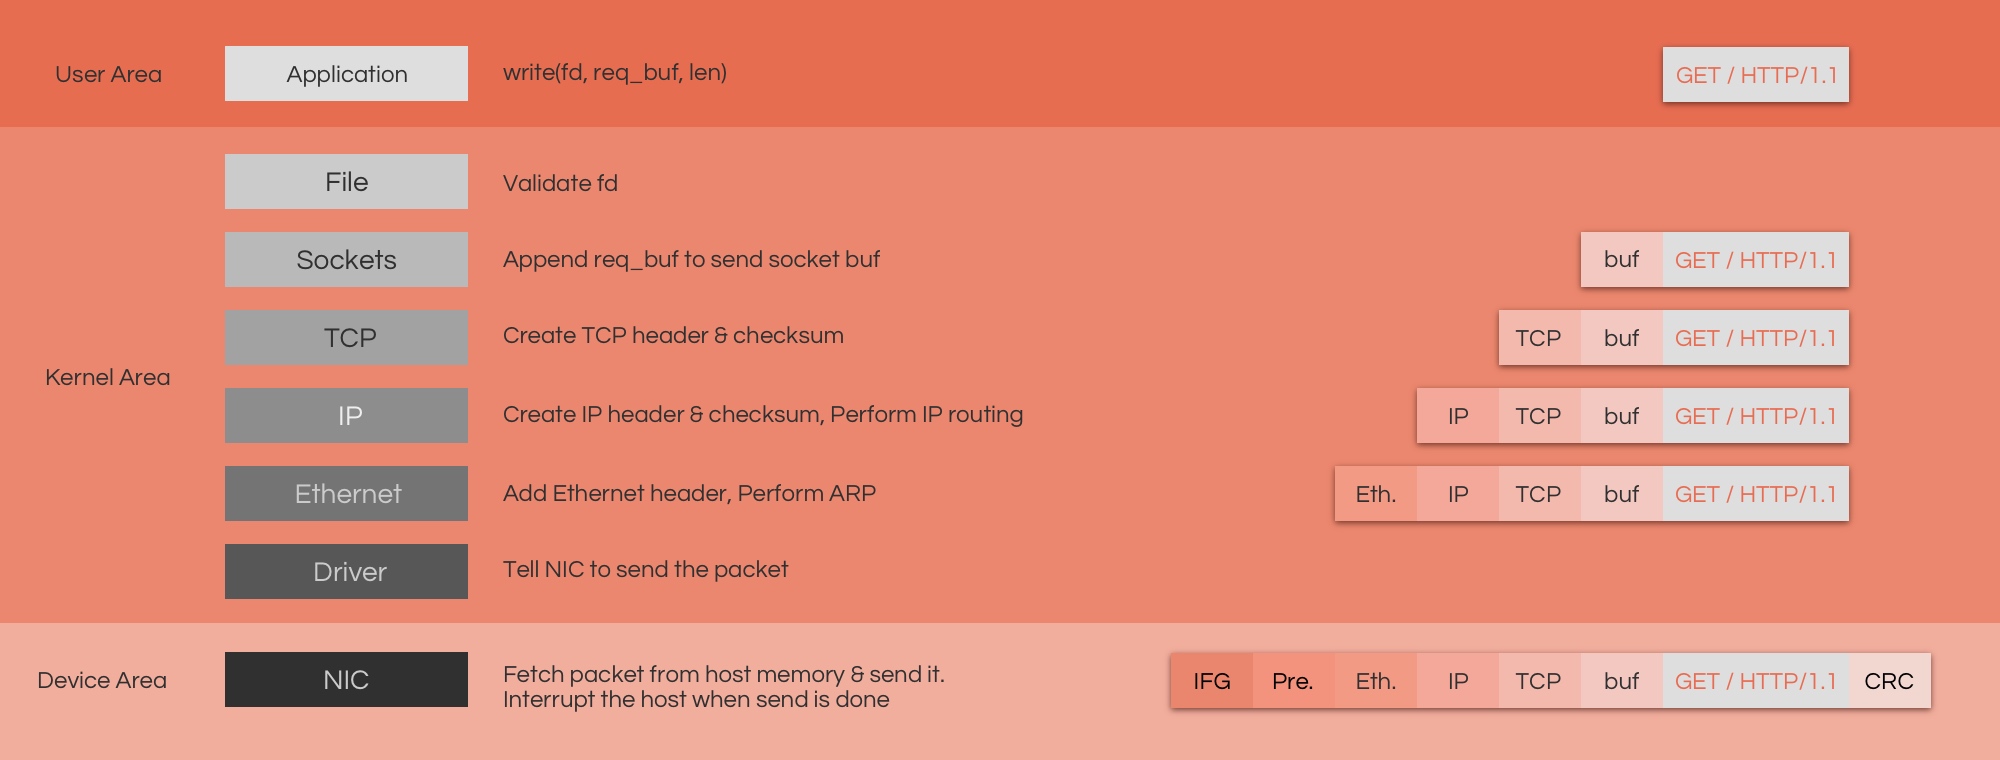 User Area
Application
write(fd, req_buf, len)
GET / HTTP/1.1
File
Validate fd
Sockets
Append req_buf to send socket buf
buf GET / HTTP/1.1
TCP
Create TCP header & checksum
TCP buf GET / HTTP/1.1
Kernel Area
IP
Create IP header & checksum, Perform IP routing
IP TCP buf GET / HTTP/1.1
Ethernet
Add Ethernet header, Perform ARP
Eth. IP TCP buf GET / HTTP/1.1
Driver
Tell NIC to send the packet
Device Area
NIC
Fetch packet from host memory & send it.
Interrupt the host when send is done
IFG Pre. Eth. IP TCP buf GET / HTTP/1.1 CRC